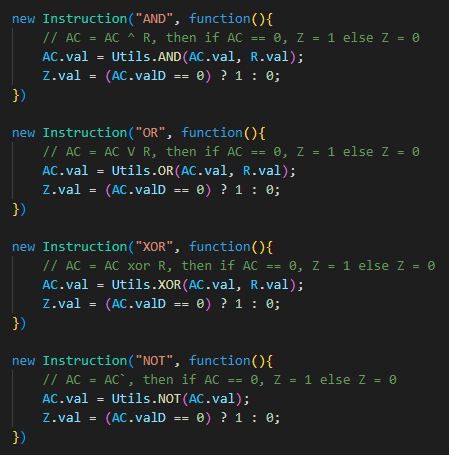 new Instruction("AND", function(){
// AC = AC ^ R, then if AC == 0, Z = 1 else Z = 0
AC.val = Utils.AND(AC.val, R.val);
Z.val = (AC.valD == 0) ? 1 : 0;
})
new Instruction("OR", function(){
// AC = AC V R, then if AC == 0, Z = 1 else Z = 0
AC.val = Utils.OR(AC.val, R.val);
Z.val = (AC.valD == 0) ? 1 : 0;
})
new Instruction("XOR", function(){
// AC = AC xor R, then if AC == 0, Z = 1 else Z = 0
AC.val = Utils.XOR(AC.val, R.val);
Z.val = (AC.valD == 0) ? 1 : 0;
})
new Instruction("NOT", function(){
// AC = AC`, then if AC == 0, Z = 1 else Z = 0
AC.val = Utils.NOT(AC.val);
Z.val = (AC.valD == 0) ? 1 : 0;
})